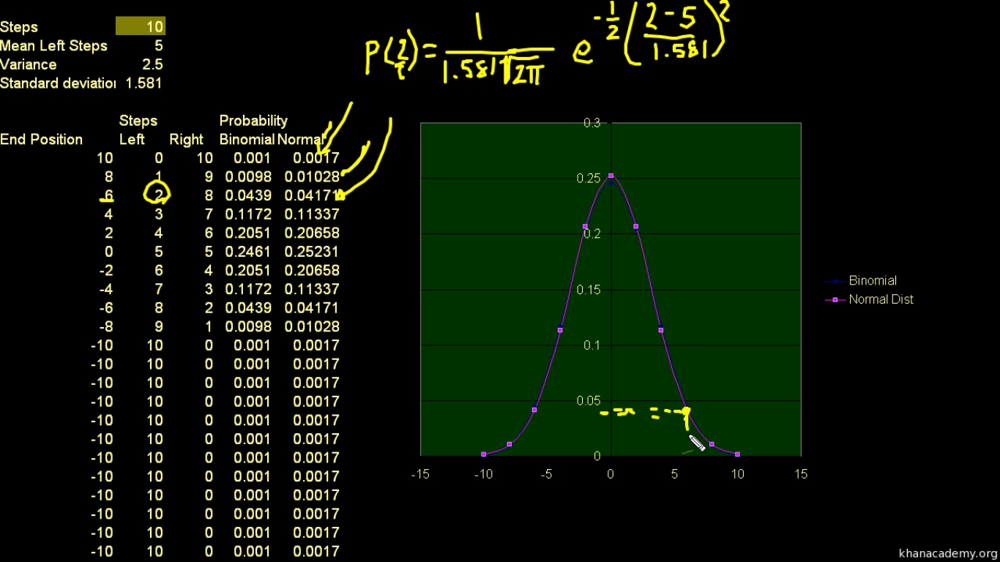 Steps 10
Mean Left Steps 5
Variance 2.5
Standard deviation 1.581
P(2) = 1 / 1.581√2π e^-1/2((2-5)/1.581)^2
Steps Probability
End Position Left Right Binomial Normal
10 0 10 0.001 0.0017
8 1 9 0.0098 0.01028
6 2 8 0.0439 0.04171
4 3 7 0.1172 0.11337
2 4 6 0.2051 0.20658
0 5 5 0.2461 0.25231
-2 6 4 0.2051 0.20658
-4 7 3 0.1172 0.11337
-6 8 2 0.0439 0.04171
-8 9 1 0.0098 0.01028
-10 10 0 0.001 0.0017
-10 10 0 0.001 0.0017
-10 10 0 0.001 0.0017
-10 10 0 0.001 0.0017
-10 10 0 0.001 0.0017
-10 10 0 0.001 0.0017
-10 10 0 0.001 0.0017
-10 10 0 0.001 0.0017
-10 10 0 0.001 0.0017
-10 10 0 0.001 0.0017
-10 10 0 0.001 0.0017
-10 10 0 0.001 0.0017
0.3
0.25
0.2
0.15
0.1
0.05
0
-15 -10 -5 0 5 10 15
Binomial
Normal Dist
khanacademy.org